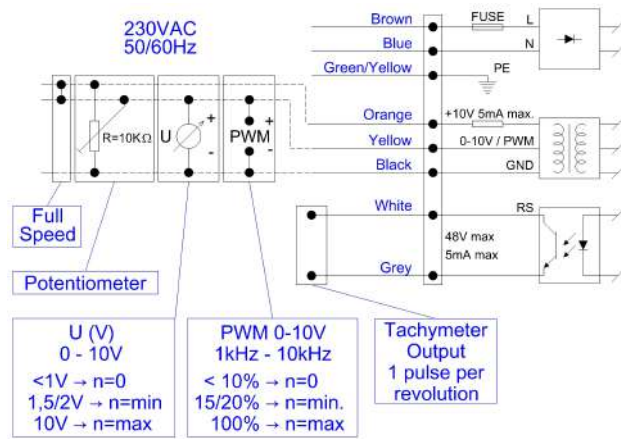 230VAC
50/60Hz
Brown
FUSE
L
Blue
N
Green/Yellow
PE
Orange
+10V 5mA max.
Yellow
0-10V / PWM
Black
GND
R=10KΩ
U
+
-
PWM
+
-
White
RS
48V max
5mA max
Grey
Full
Speed
Potentiometer
U (V)
0 - 10V
<1V → n=0
1,5/2V → n=min
10V → n=max
PWM 0-10V
1kHz - 10kHz
< 10% → n=0
15/20% → n=min.
100% → n=max
Tachymeter
Output
1 pulse per
revolution